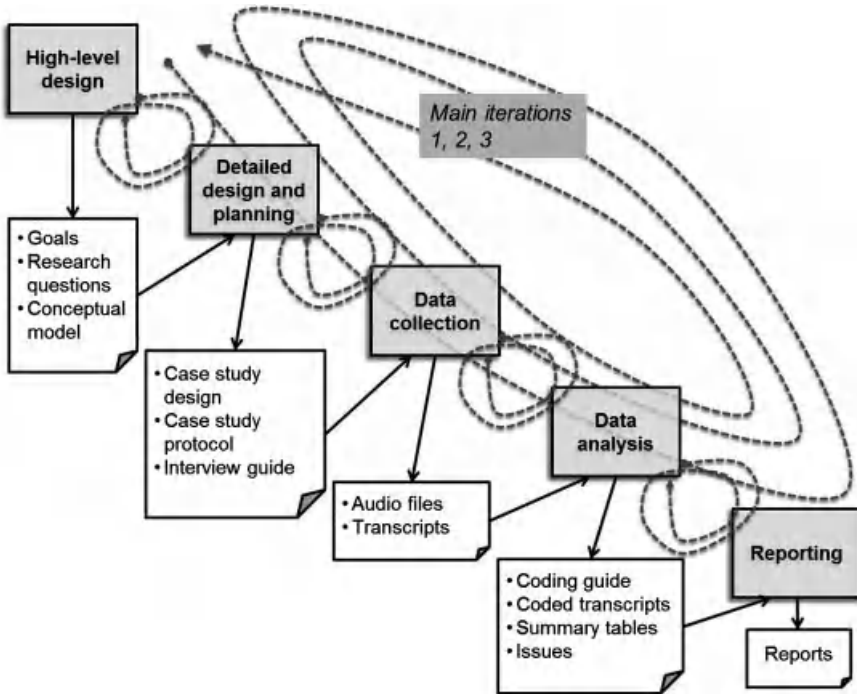 High-level
design
Main iterations
1, 2, 3
Detailed
design and
planning
• Goals
• Research
questions
• Conceptual
model
Data
collection
• Case study
design
• Case study
protocol
• Interview guide
Data
analysis
• Audio files
• Transcripts
Reporting
• Coding guide
• Coded transcripts
• Summary tables
• Issues
Reports